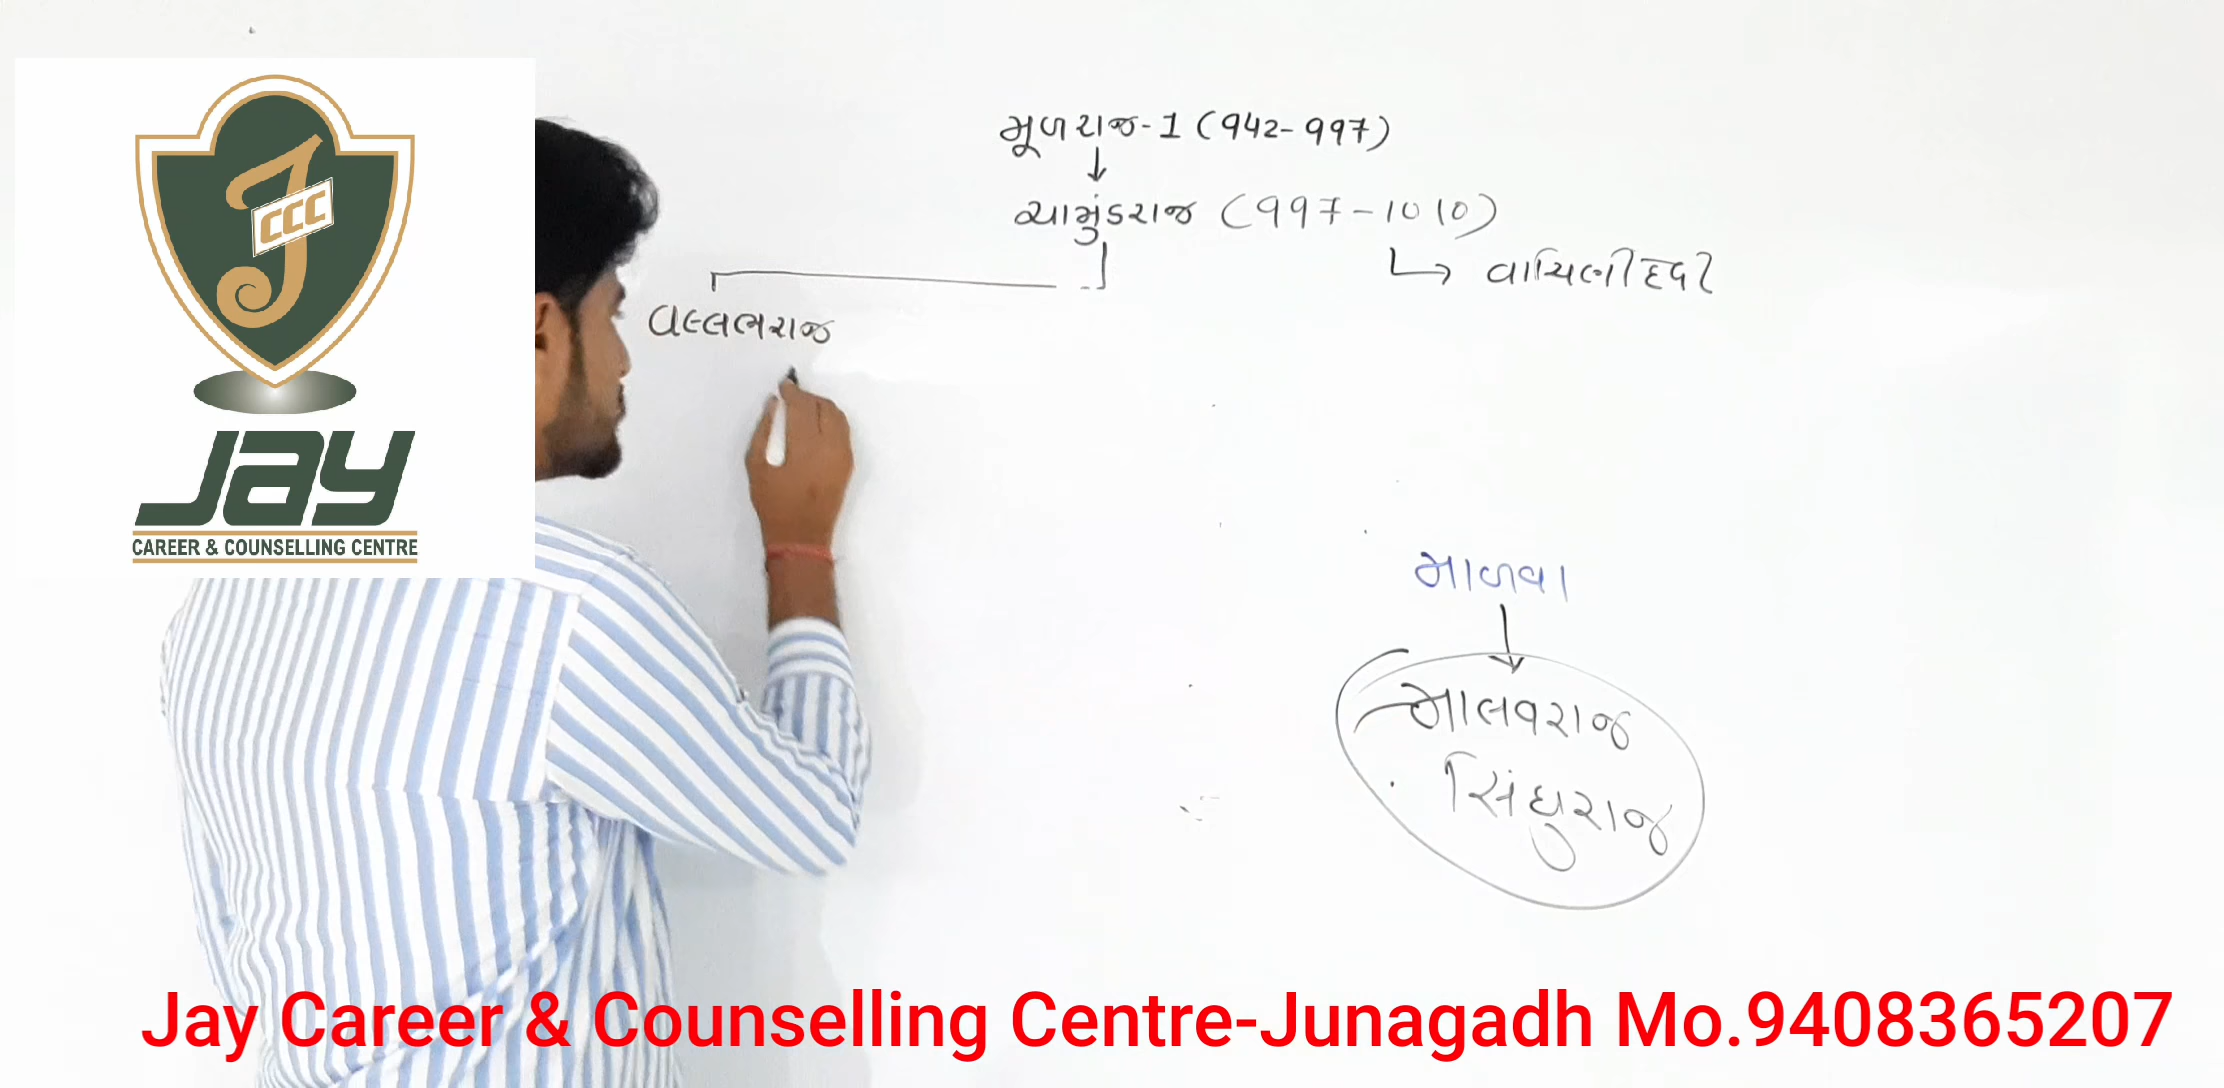 J
CCC
Jay
CAREER & COUNSELLING CENTRE
મૂળરાજ-1 (942-997)
ચામુંડરાજ (997-1010)
વાચિણીદેવી
વલ્લભરાજ
માળવા
માલવરાજ
સિંધુરાજ
Jay Career & Counselling Centre-Junagadh Mo.9408365207